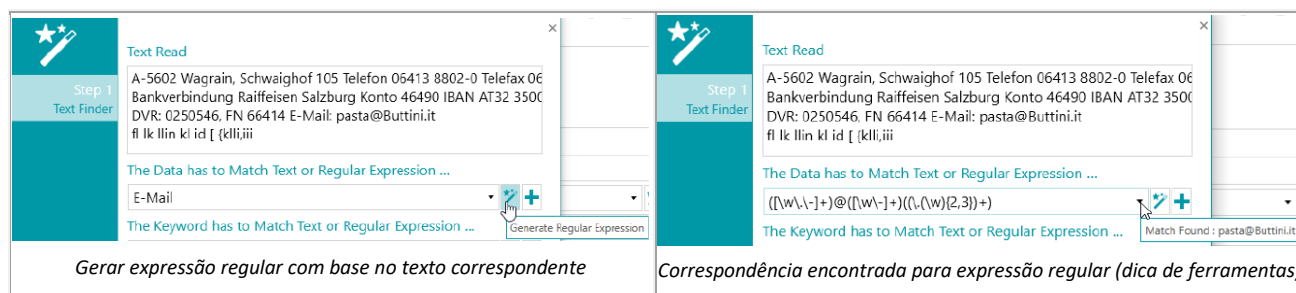 Text Read
A-5602 Wagrain, Schwaighof 105 Telefon 06413 8802-0 Telefax 06
Bankverbindung Raiffeisen Salzburg Konto 46490 IBAN AT32 3500
DVR: 0250546, FN 66414 E-Mail: pasta@Buttini.it
fl lk llin kl id [ {klli,iii
Step 1
Text Finder
The Data has to Match Text or Regular Expression ...
E-Mail
The Keyword has to Match Text or Regular Expression ...
Generate Regular Expression
Gerar expressão regular com base no texto correspondente
Text Read
A-5602 Wagrain, Schwaighof 105 Telefon 06413 8802-0 Telefax 06
Bankverbindung Raiffeisen Salzburg Konto 46490 IBAN AT32 3500
DVR: 0250546, FN 66414 E-Mail: pasta@Buttini.it
fl lk llin kl id [ {klli,iii
Step 1
Text Finder
The Data has to Match Text or Regular Expression ...
([\w\.\-]+)@([\w\-]+)((\.(\w){2,3})+)
The Keyword has to Match Text or Regular Expression ...
Match Found : pasta@Buttini.it
Correspondência encontrada para expressão regular (dica de ferramentas)